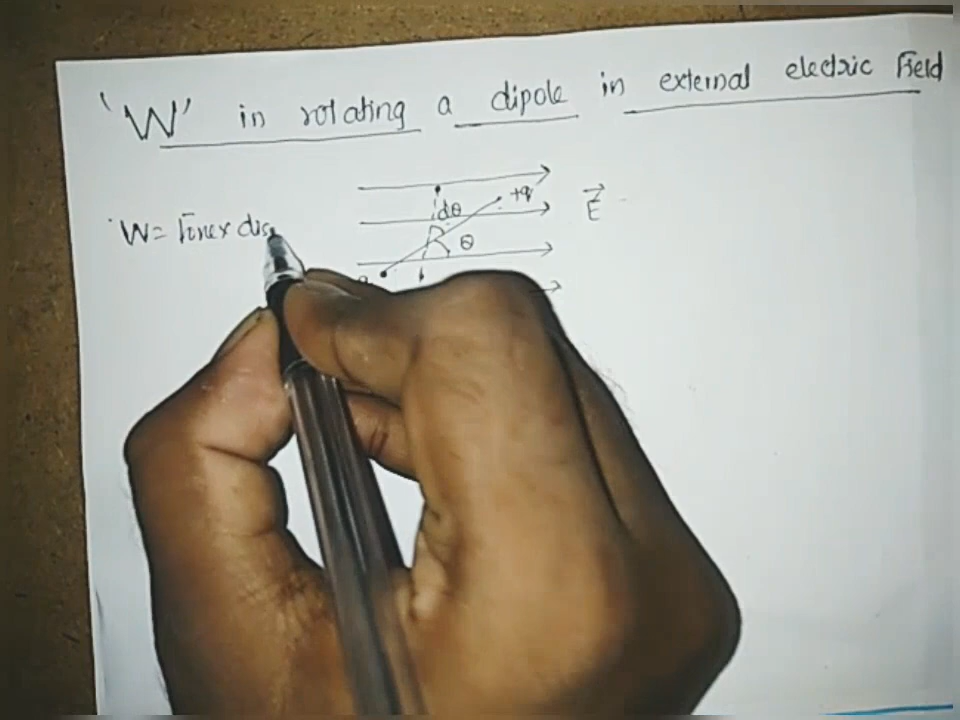 'W' in rotating a dipole in external electric Field
+q
dθ
E
W = Force x dis
θ